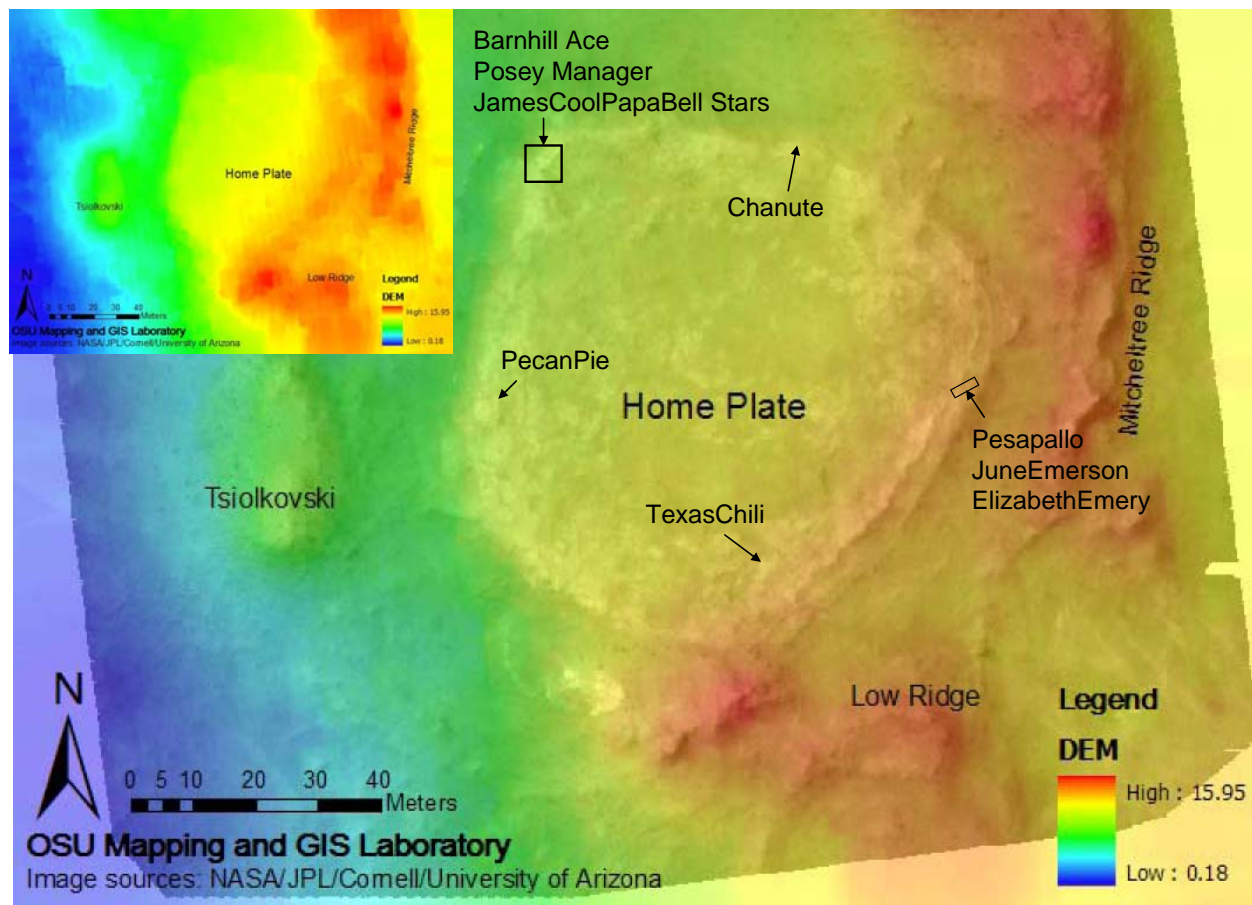 Home Plate
Mitcheltree Ridge
Tsiolkovski
Low Ridge
N
0 5 10 20 30 40
Meters
Legend
DEM
High : 15.95
Low : 0.18
OSU Mapping and GIS Laboratory
Image sources: NASA/JPL/Cornell/University of Arizona
Barnhill Ace
Posey Manager
JamesCoolPapaBell Stars
Chanute
PecanPie
Home Plate
Mitcheltree Ridge
Pesapallo
JuneEmerson
ElizabethEmery
Tsiolkovski
TexasChili
Low Ridge
N
0 5 10 20 30 40
Meters
Legend
DEM
High : 15.95
Low : 0.18
OSU Mapping and GIS Laboratory
Image sources: NASA/JPL/Cornell/University of Arizona